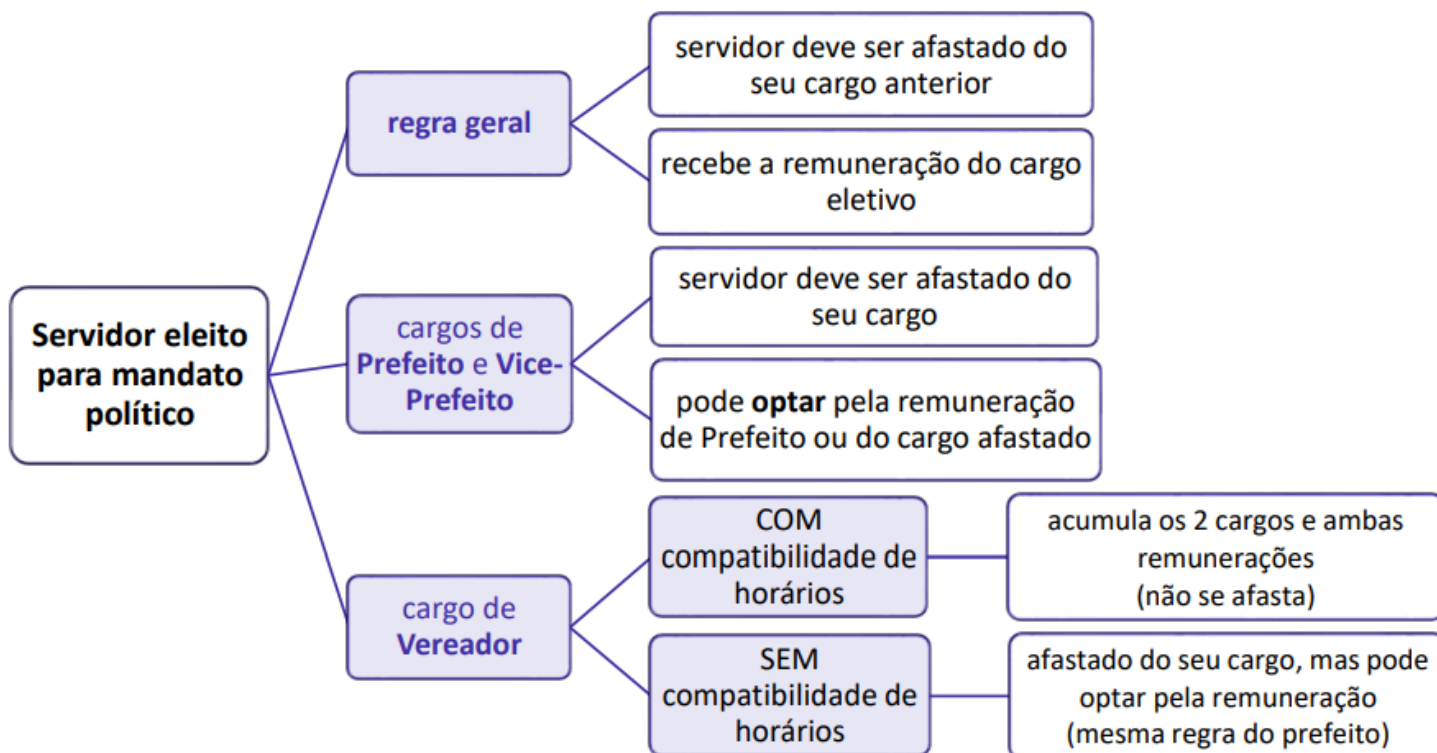 Servidor eleito
para mandato
político
regra geral
servidor deve ser afastado do
seu cargo anterior
recebe a remuneração do cargo
eletivo
cargos de
Prefeito e Vice-
Prefeito
servidor deve ser afastado do
seu cargo
pode optar pela remuneração
de Prefeito ou do cargo afastado
cargo de
Vereador
COM
compatibilidade de
horários
acumula os 2 cargos e ambas
remunerações
(não se afasta)
SEM
compatibilidade de
horários
afastado do seu cargo, mas pode
optar pela remuneração
(mesma regra do prefeito)